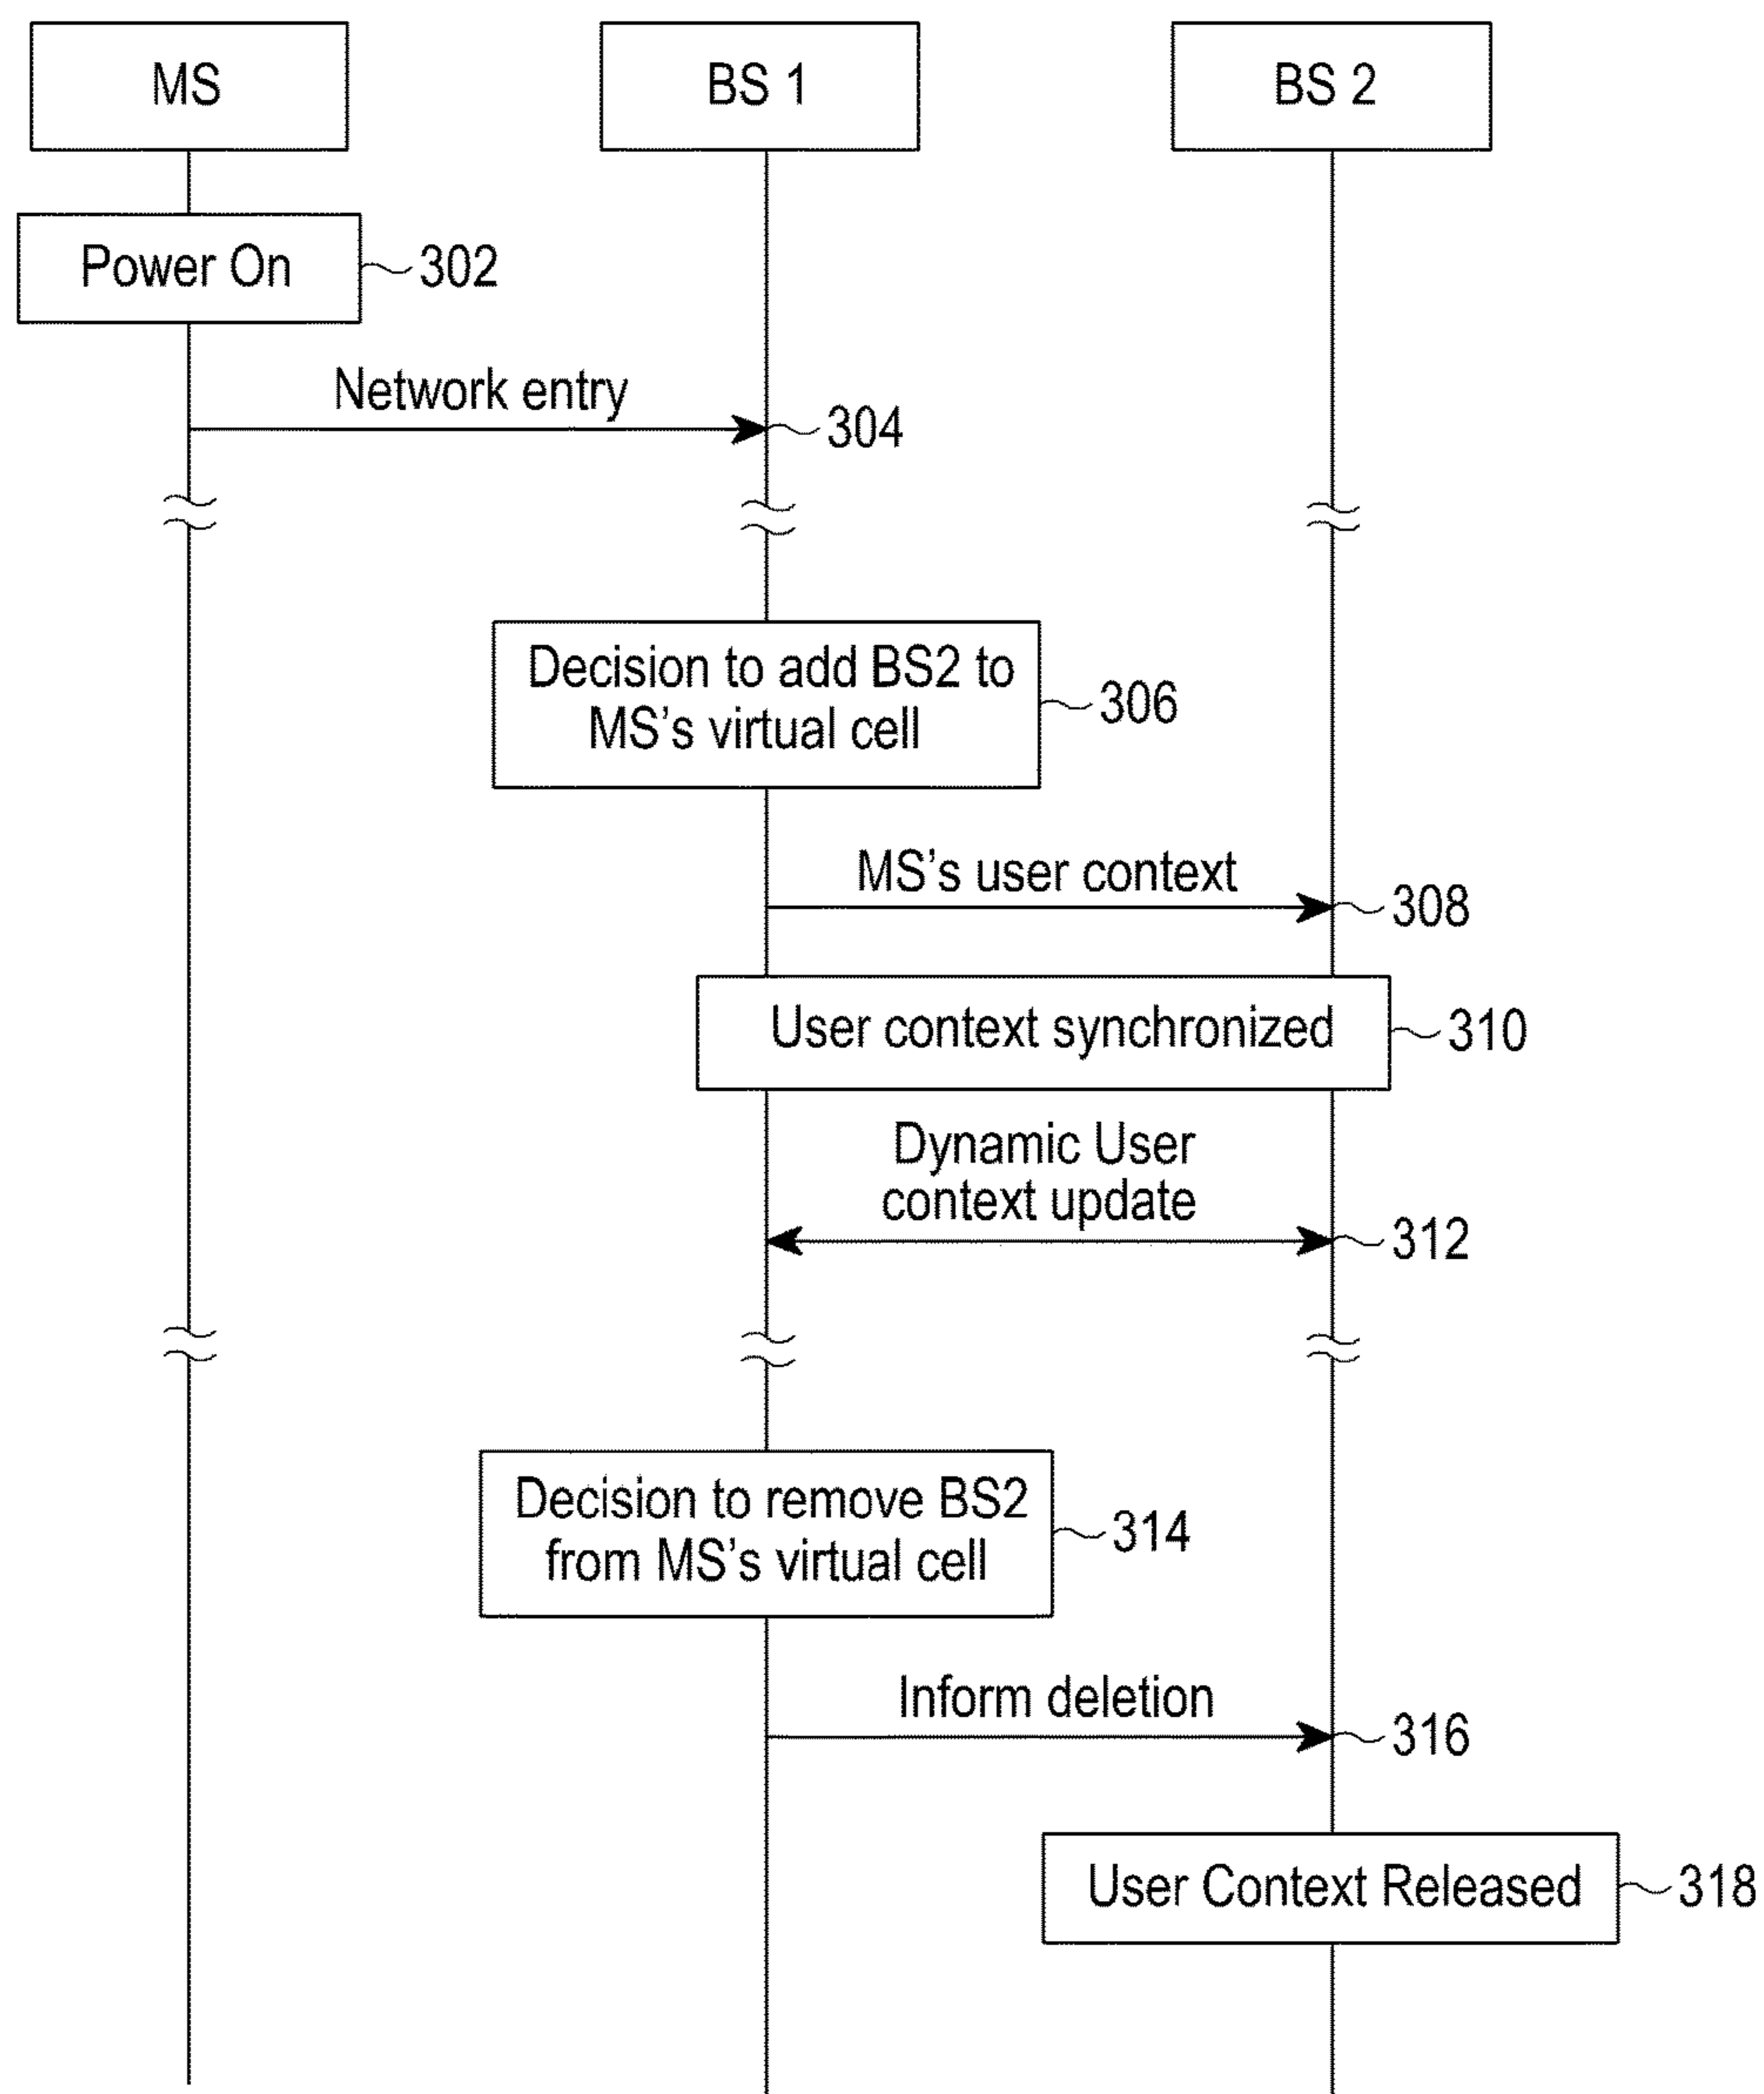 MS
BS 1
BS 2
Power On
302
Network entry
304
Decision to add BS2 to
MS's virtual cell
306
MS's user context
308
User context synchronized
310
Dynamic User
context update
312
Decision to remove BS2
from MS's virtual cell
314
Inform deletion
316
User Context Released
318